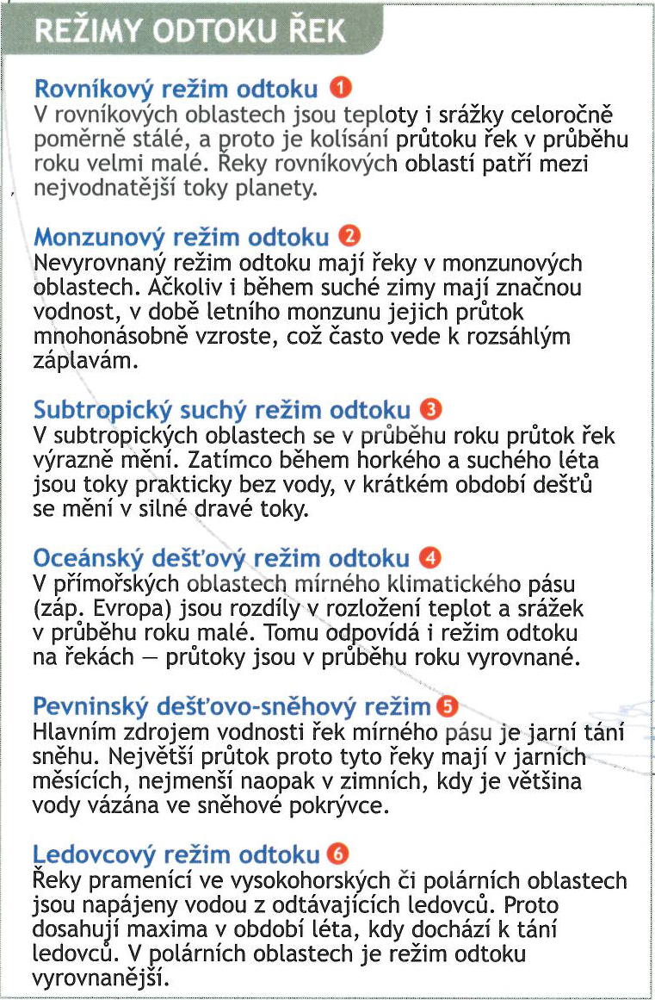 REŽIMY ODTOKU ŘEK
Rovníkový režim odtoku 1
V rovníkových oblastech jsou teploty i srážky celoročně
poměrně stálé, a proto je kolísání průtoku řek v průběhu
roku velmi malé. Řeky rovníkových oblastí patří mezi
nejvodnatější toky planety.
Monzunový režim odtoku 2
Nevyrovnaný režim odtoku mají řeky v monzunových
oblastech. Ačkoliv i během suché zimy mají značnou
vodnost, v době letního monzunu jejich průtok
mnohonásobně vzroste, což často vede k rozsáhlým
záplavám.
Subtropický suchý režim odtoku 3
V subtropických oblastech se v průběhu roku průtok řek
výrazně mění. Zatímco během horkého a suchého léta
jsou toky prakticky bez vody, v krátkém období dešťů
se mění v silné dravé toky.
Oceánský dešťový režim odtoku 4
V přímořských oblastech mírného klimatického pásu
(záp. Evropa) jsou rozdíly v rozložení teplot a srážek
v průběhu roku malé. Tomu odpovídá i režim odtoku
na řekách — průtoky jsou v průběhu roku vyrovnané.
Pevninský dešťovo-sněhový režim 5
Hlavním zdrojem vodnosti řek mírného pásu je jarní tání
sněhu. Největší průtok proto tyto řeky mají v jarních
měsících, nejmenší naopak v zimních, kdy je většina
vody vázána ve sněhové pokrývce.
Ledovcový režim odtoku 6
Řeky pramenící ve vysokohorských či polárních oblastech
jsou napájeny vodou z odtávajících ledovců. Proto
dosahují maxima v období léta, kdy dochází k tání
ledovců. V polárních oblastech je režim odtoku
vyrovnanější.